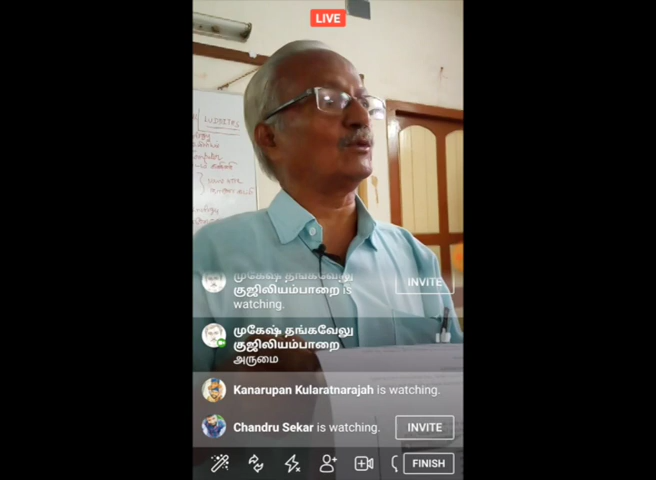 LIVE
முகேஷ் தங்கவேலு
குஜிலியம்பாறை is
watching.
INVITE
முகேஷ் தங்கவேலு
குஜிலியம்பாறை
அருமை
Kanarupan Kularatnarajah is watching.
Chandru Sekar is watching.
INVITE
FINISH